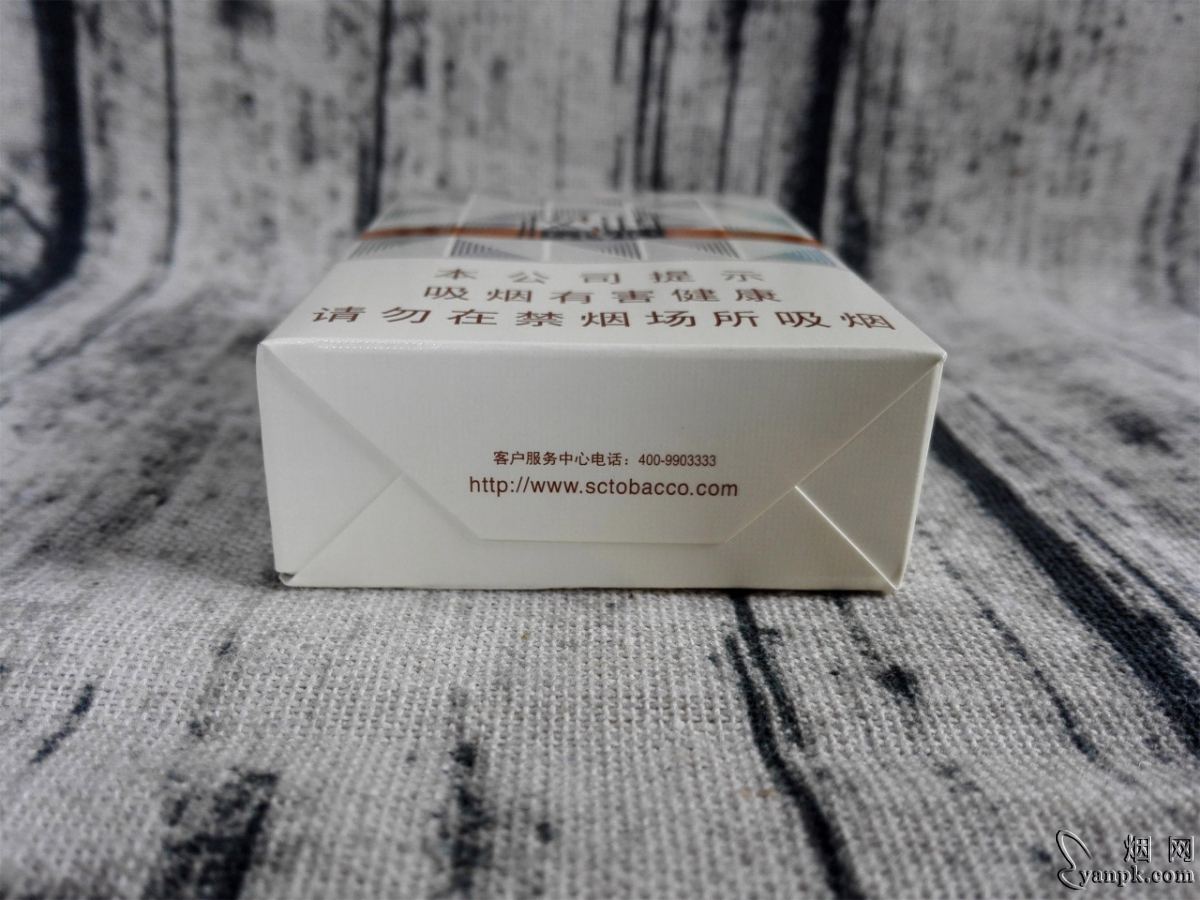 本公司提示
吸烟有害健康
请勿在禁烟场所吸烟
客户服务中心电话：400-9903333
http://www.sctobacco.com
烟网
yanpk.com